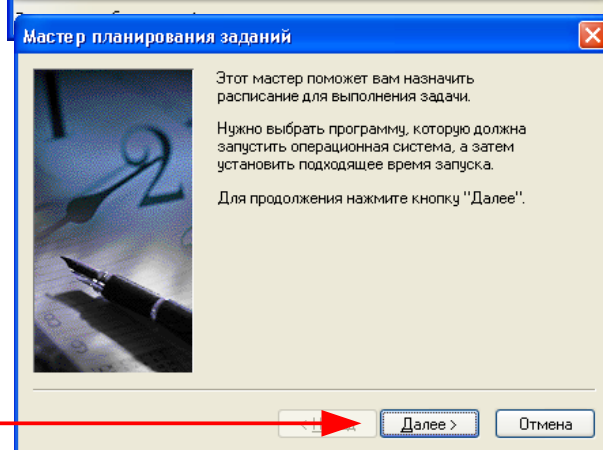 Мастер планирования заданий
Этот мастер поможет вам назначить
расписание для выполнения задачи.
Нужно выбрать программу, которую должна
запустить операционная система, а затем
установить подходящее время запуска.
Для продолжения нажмите кнопку "Далее".
Далее >
Отмена